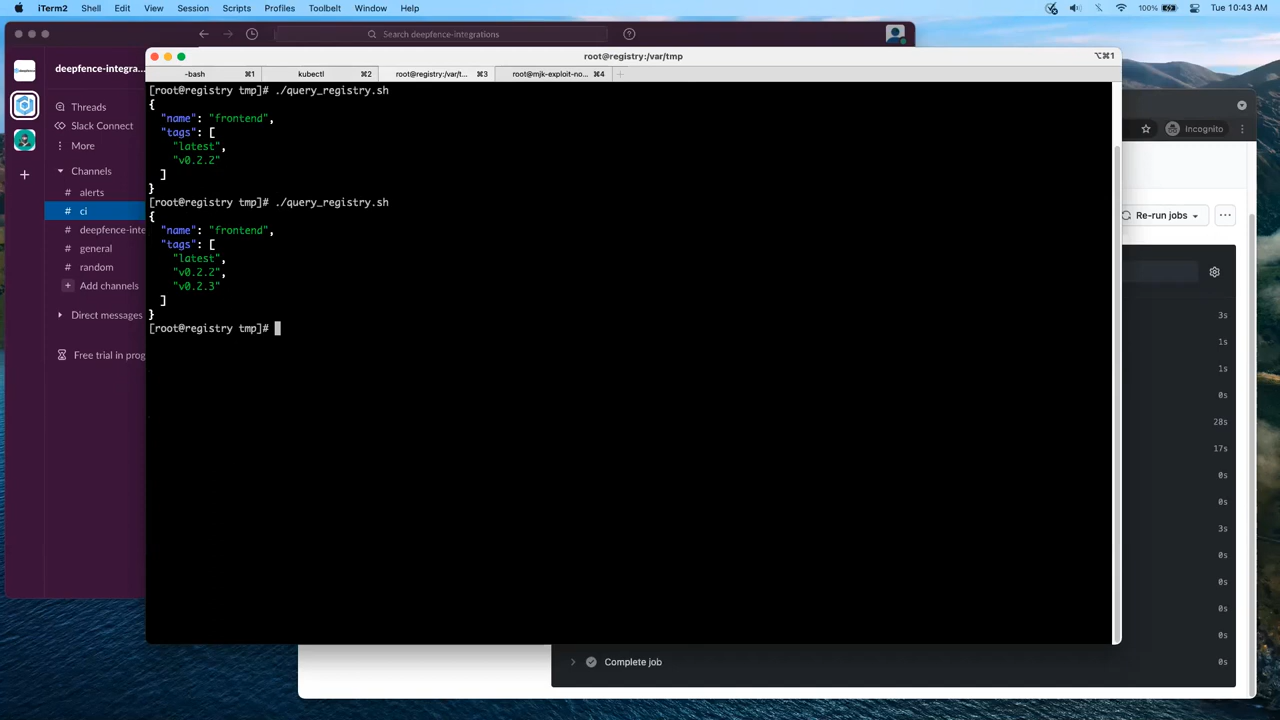 iTerm2 Shell Edit View Session Scripts Profiles Toolbelt Window Help 100% Tue 10:43 AM
Search deepfence-integrations
root@registry:/var/tmp ⌥⌘1
-bash ⌘1 kubectl ⌘2 root@registry:/var/t... ⌘3 root@mjk-exploit-no... ⌘4 +
deepfence-integra...
Threads
Slack Connect
More
Channels
# alerts
# ci
# deepfence-inte
# general
# random
+ Add channels
Direct messages
Free trial in prog
[root@registry tmp]# ./query_registry.sh
{
"name": "frontend",
"tags": [
"latest",
"v0.2.2"
]
}
[root@registry tmp]# ./query_registry.sh
{
"name": "frontend",
"tags": [
"latest",
"v0.2.2",
"v0.2.3"
]
}
[root@registry tmp]#
Incognito
Re-run jobs
3s
1s
1s
0s
28s
17s
0s
0s
3s
0s
0s
0s
0s
Complete job 0s